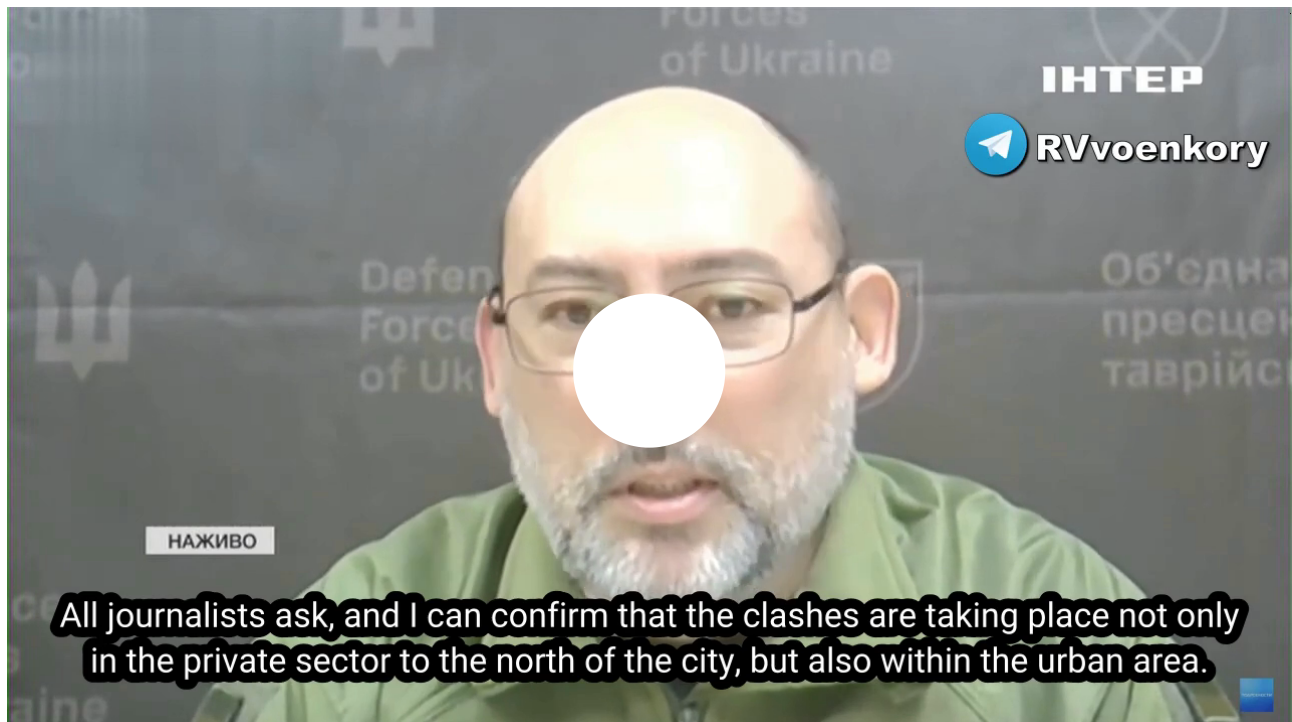 Forces
of Ukraine
ІНТЕР
RVvoenkory
Defen
Force
of Uk
Об'єдна
пресце
таврійс
НАЖИВО
All journalists ask, and I can confirm that the clashes are taking place not only
in the private sector to the north of the city, but also within the urban area.
aine